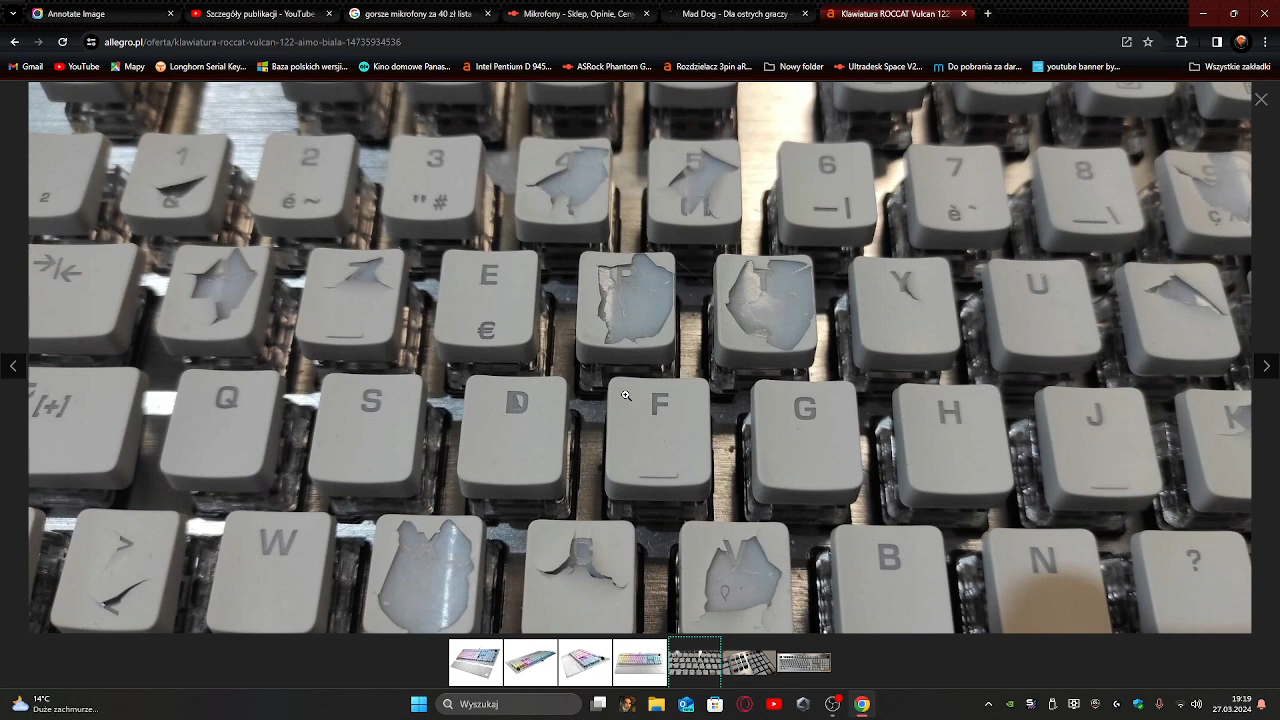 Annotate Image
Szczegóły publikacji - YouTube
gorsze mikrofony za 40 zł lista
Mikrofony - Sklep, Opinie, Cen
Mad Dog - Dla ostrych graczy -
Klawiatura ROCCAT Vulcan 122
allegro.pl/oferta/klawiatura-roccat-vulcan-122-aimo-biala-14735934536
Gmail
YouTube
Mapy
Longhorn Serial Key...
Baza polskich wersji...
Kino domowe Panas...
Intel Pentium D 945...
ASRock Phantom G...
Rozdzielacz 3pin aR...
Nowy folder
Ultradesk Space V2...
Do pobrania za dar...
youtube banner by...
Wszystkie zakładki
1 2 3 5 6 7 8
² & é ~ " # _ | è ` _ \ ç
E T Y U
€
[+] Q S D F G H J K
> W V B N ?
<
14°C
Duże zachmurze...
Wyszukaj
19:19
27.03.2024